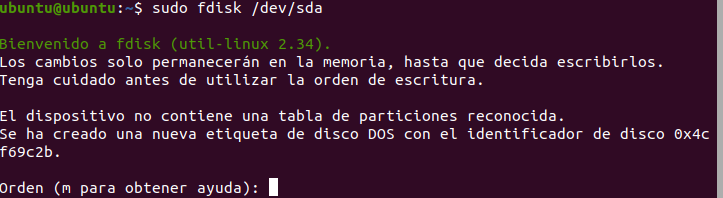 ubuntu@ubuntu:~$ sudo fdisk /dev/sda
Bienvenido a fdisk (util-linux 2.34).
Los cambios solo permanecerán en la memoria, hasta que decida escribirlos.
Tenga cuidado antes de utilizar la orden de escritura.
El dispositivo no contiene una tabla de particiones reconocida.
Se ha creado una nueva etiqueta de disco DOS con el identificador de disco 0x4c
f69c2b.
Orden (m para obtener ayuda):